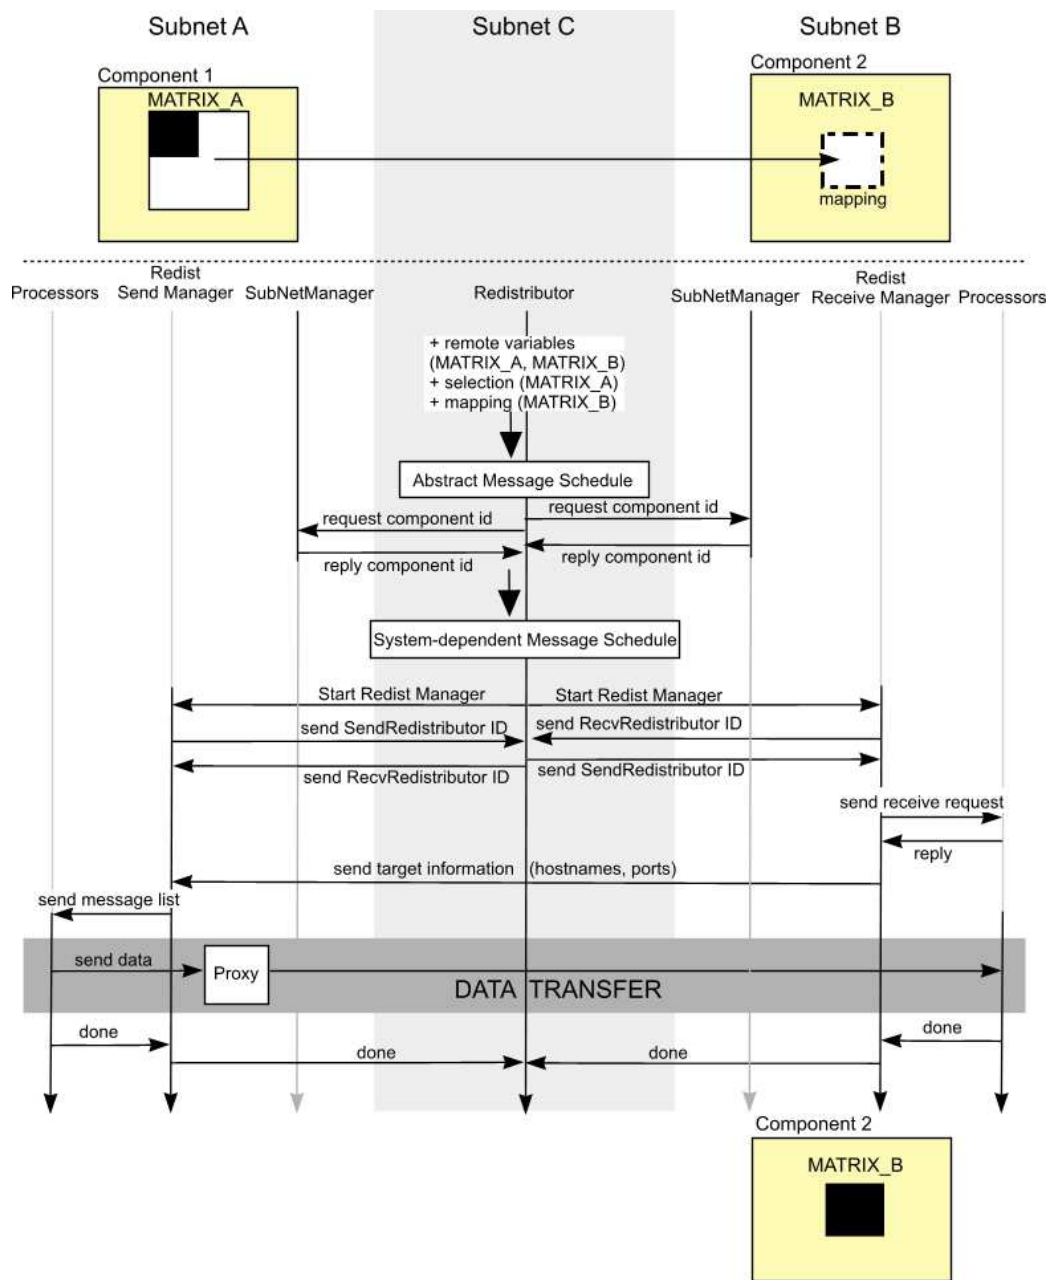 Subnet A
Subnet C
Subnet B
Component 1
MATRIX_A
Component 2
MATRIX_B
mapping
Processors
Redist
Send Manager
SubNetManager
Redistributor
SubNetManager
Redist
Receive Manager
Processors
+ remote variables
(MATRIX_A, MATRIX_B)
+ selection (MATRIX_A)
+ mapping (MATRIX_B)
Abstract Message Schedule
request component id
request component id
reply component id
reply component id
System-dependent Message Schedule
Start Redist Manager
Start Redist Manager
send SendRedistributor ID
send RecvRedistributor ID
send RecvRedistributor ID
send SendRedistributor ID
send receive request
reply
send target information (hostnames, ports)
send message list
send data
Proxy
DATA TRANSFER
done
done
done
done
Component 2
MATRIX_B